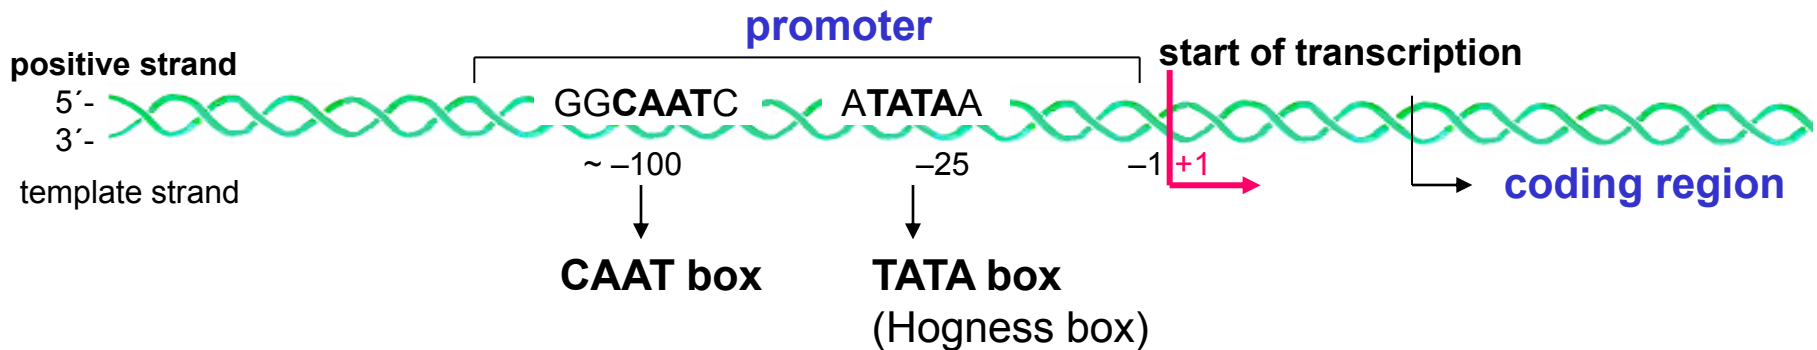 promoter
start of transcription
positive strand
5´-
GGCAATC
ATATAA
3´-
~ –100
–25
–1
+1
template strand
coding region
CAAT box
TATA box
(Hogness box)